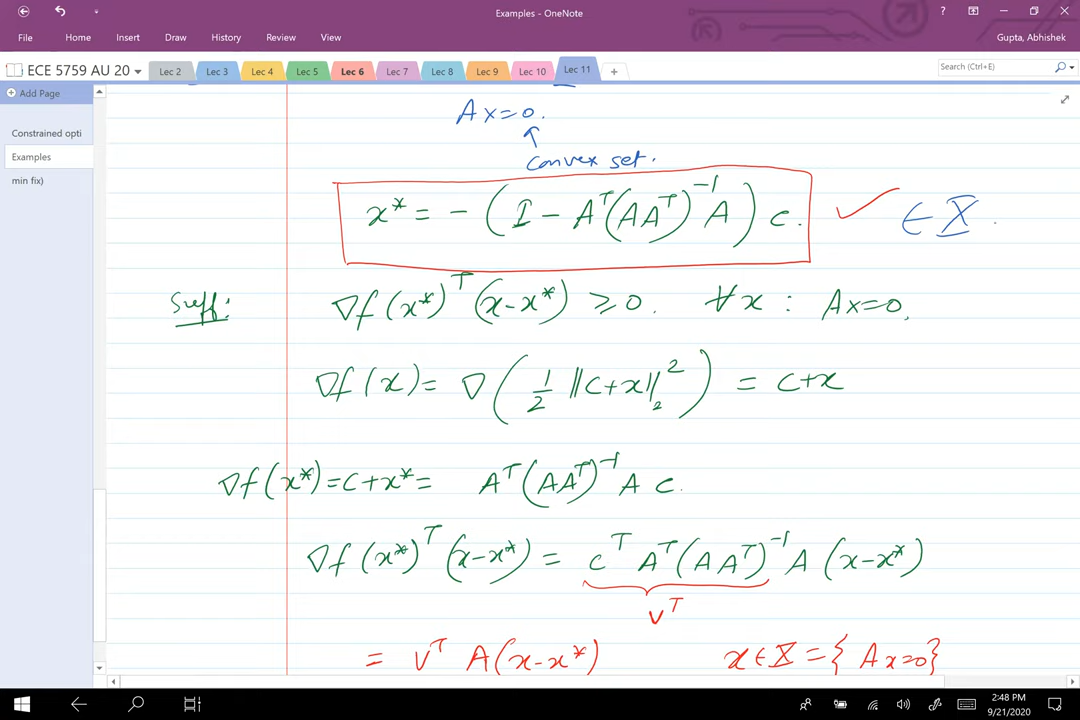 Examples - OneNote
? Gupta, Abhishek
File Home Insert Draw History Review View
ECE 5759 AU 20 Lec 2 Lec 3 Lec 4 Lec 5 Lec 6 Lec 7 Lec 8 Lec 9 Lec 10 Lec 11 + Search (Ctrl+E)
Add Page
Constrained opti
Examples
min f(x)
Ax=0.
↑
Convex set.
x* = - (I - Aᵀ(AAᵀ)⁻¹A) c. ✓ ∈ X.
Suff: ∇f(x*)ᵀ(x-x*) ≥ 0. ∀x : Ax=0.
∇f(x) = ∇(1/2 ||c+x||₂²) = c+x
∇f(x*) = c+x* = Aᵀ(AAᵀ)⁻¹A c.
∇f(x*)ᵀ(x-x*) = cᵀAᵀ(AAᵀ)⁻¹A(x-x*)
vᵀ
= vᵀ A(x-x*) x∈X = {Ax=0}
2:48 PM
9/21/2020